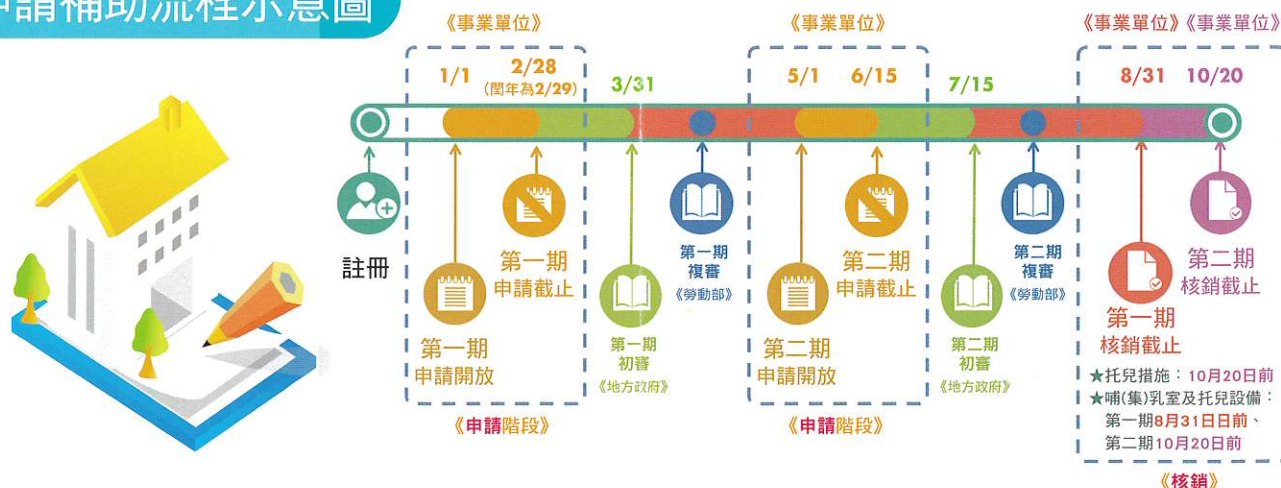 申請補助流程示意圖
《事業單位》
《事業單位》
《事業單位》《事業單位》
1/1
2/28
(閏年為2/29)
3/31
5/1
6/15
7/15
8/31
10/20
註冊
第一期
申請開放
第一期
申請截止
第一期
初審
《地方政府》
第一期
複審
《勞動部》
第二期
申請開放
第二期
申請截止
第二期
初審
《地方政府》
第二期
複審
《勞動部》
第一期
核銷截止
第二期
核銷截止
★托兒措施：10月20日前
★哺(集)乳室及托兒設備：
第一期8月31日日前、
第二期10月20日前
《申請階段》
《申請階段》
《核銷》